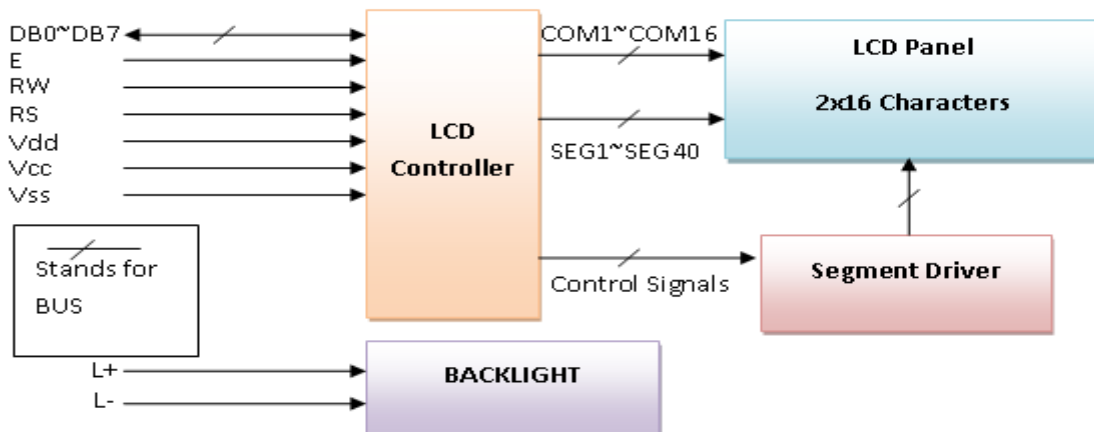 DB0~DB7
E
RW
RS
Vdd
Vcc
Vss
Stands for
BUS
L+
L-
LCD
Controller
BACKLIGHT
COM1~COM16
SEG1~SEG40
Control Signals
LCD Panel
2x16 Characters
Segment Driver